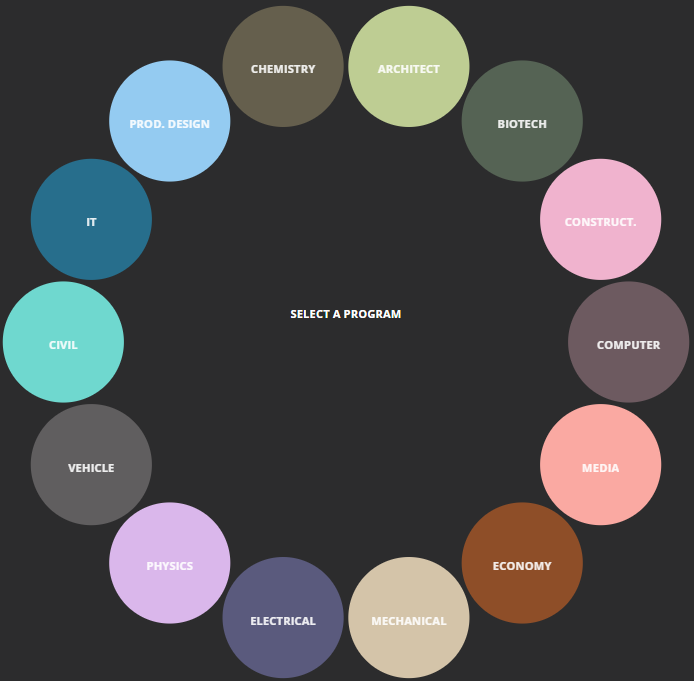 CHEMISTRY
ARCHITECT
PROD. DESIGN
BIOTECH
IT
CONSTRUCT.
SELECT A PROGRAM
CIVIL
COMPUTER
VEHICLE
MEDIA
PHYSICS
ECONOMY
ELECTRICAL
MECHANICAL